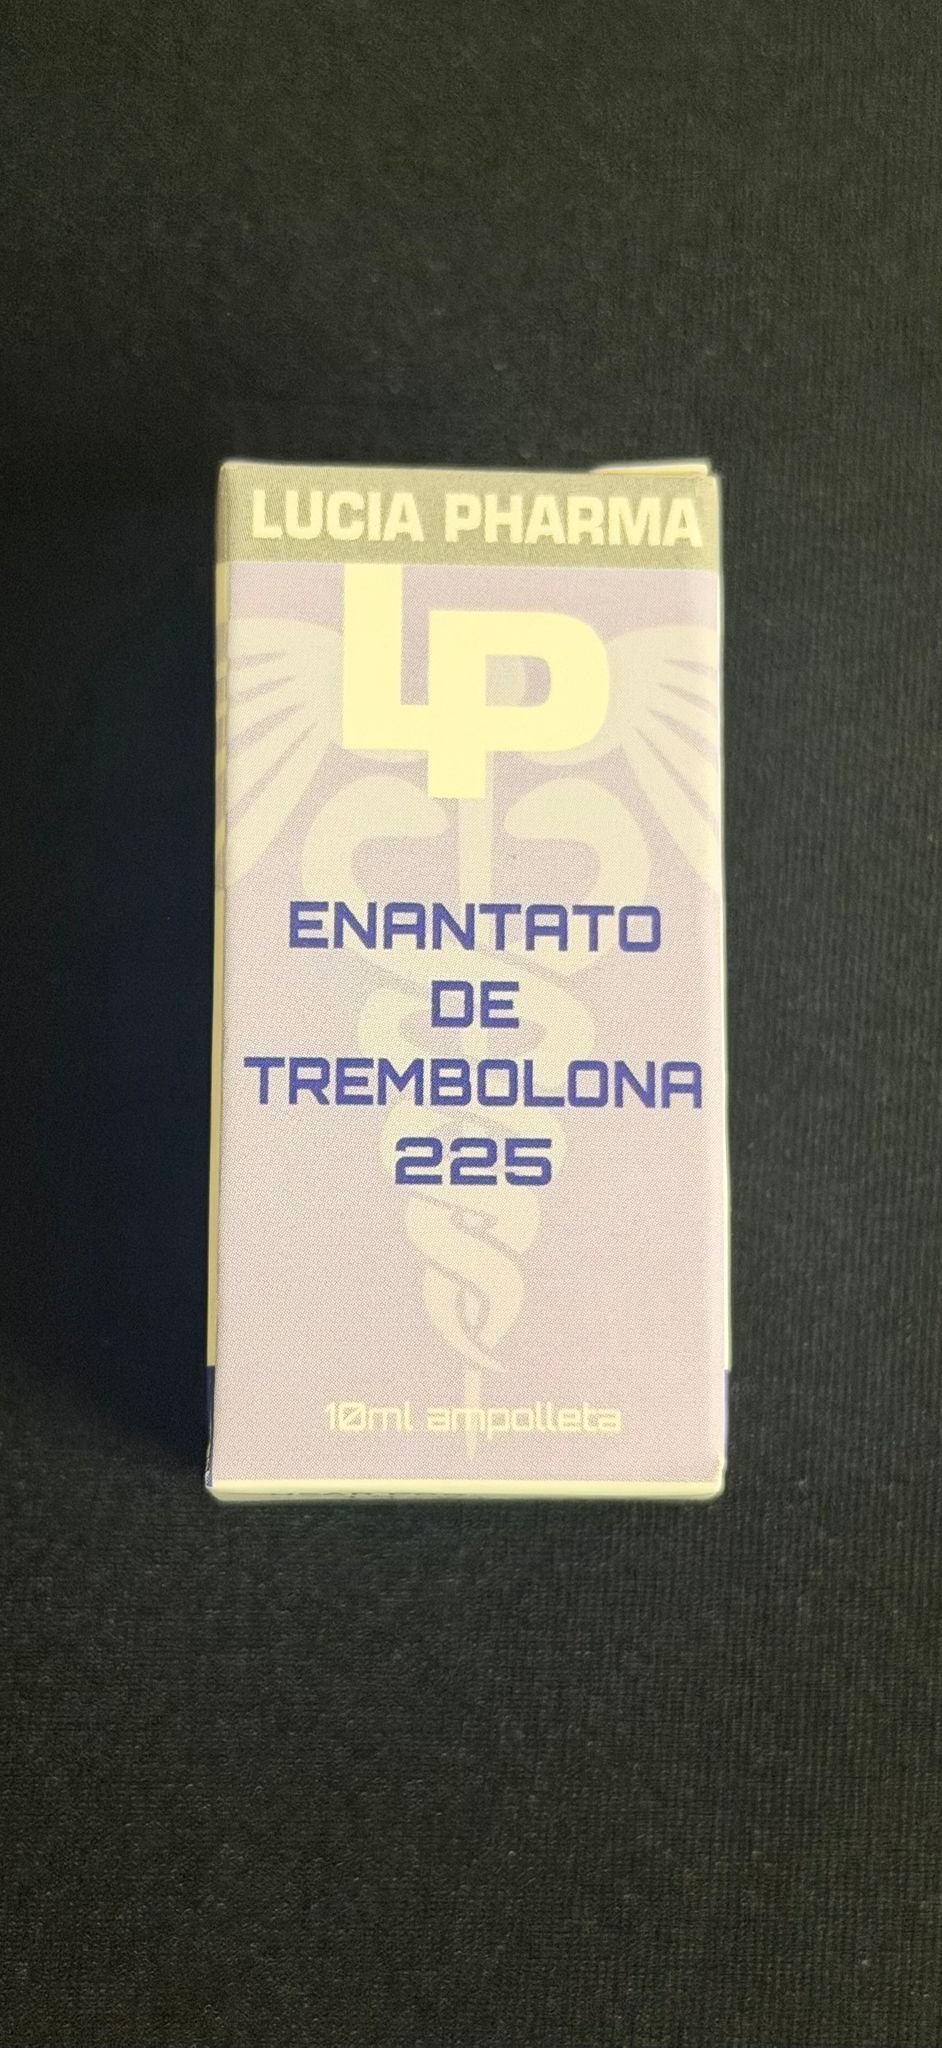 LUCIA PHARMA
LP
ENANTATO
DE
TREMBOLONA
225
10ml ampolleta